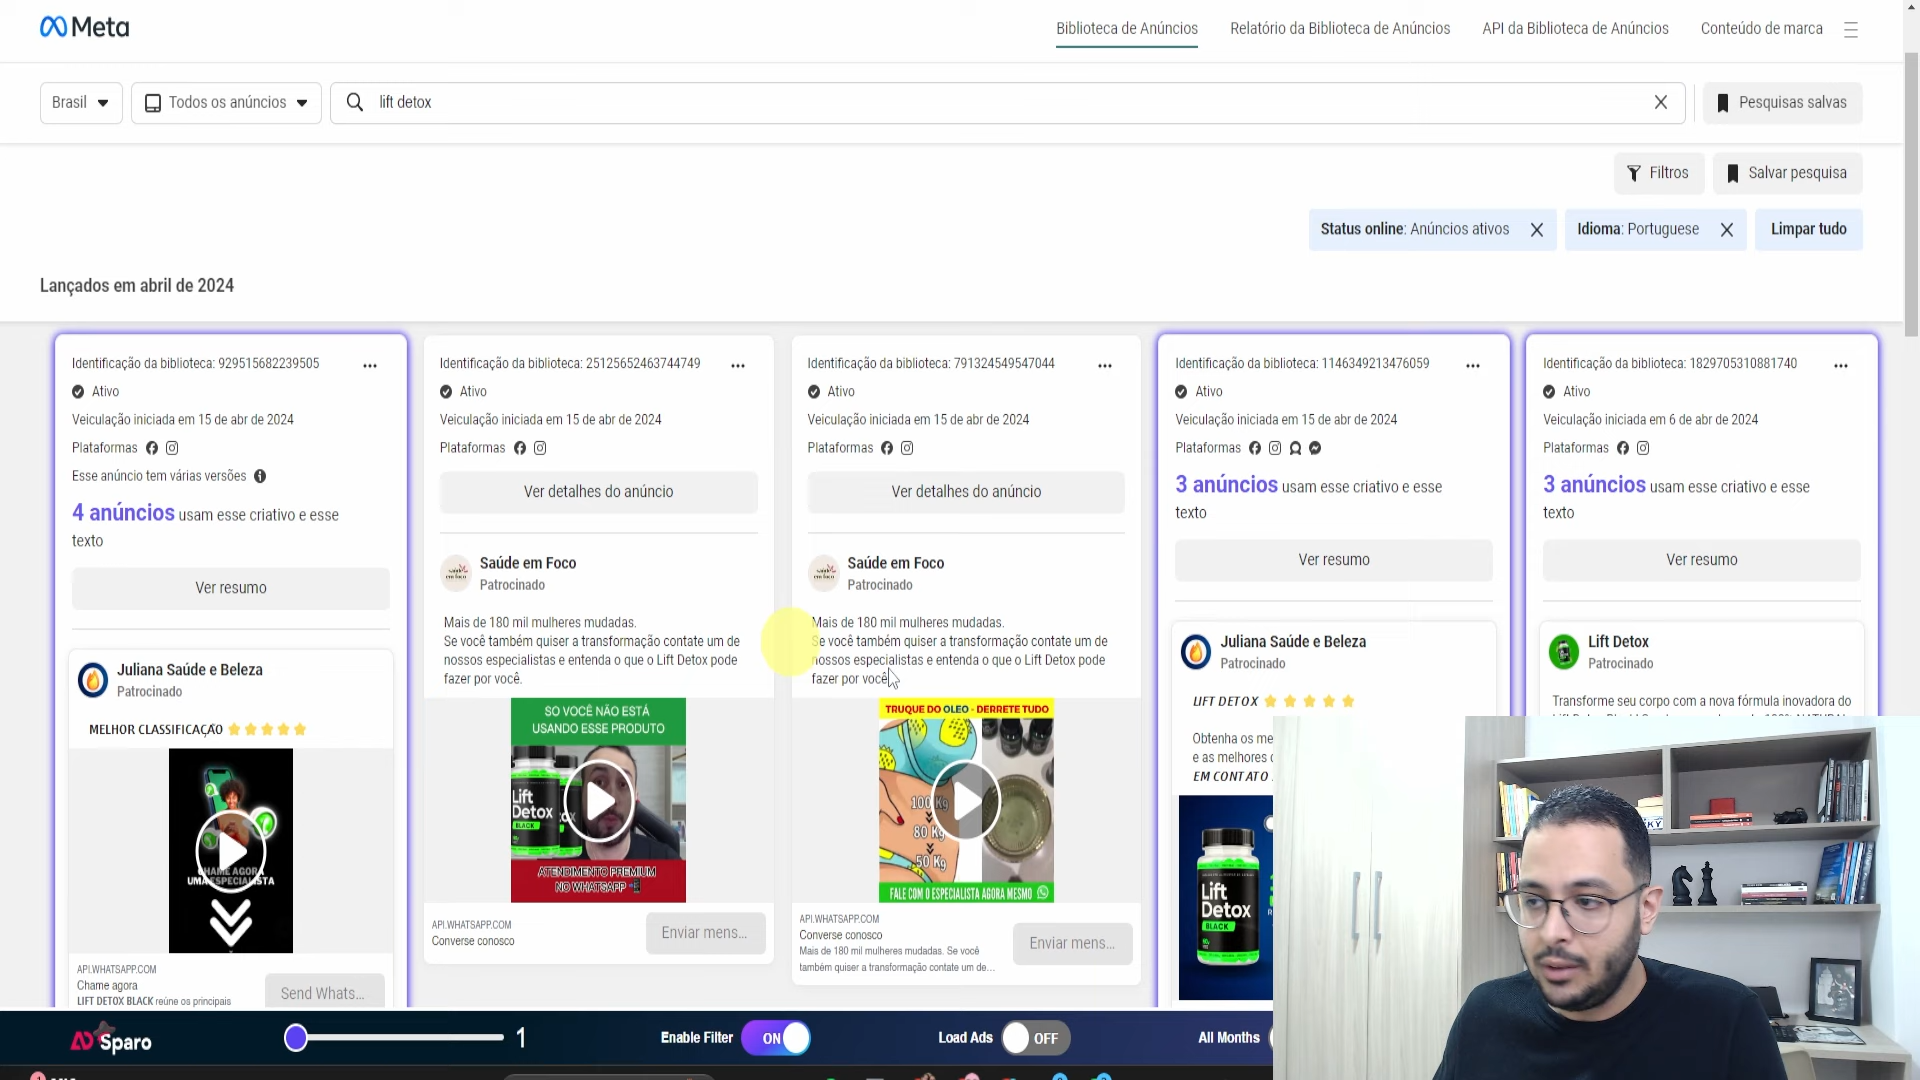 Meta
Biblioteca de Anúncios
Relatório da Biblioteca de Anúncios
API da Biblioteca de Anúncios
Conteúdo de marca
Brasil
Todos os anúncios
lift detox
Pesquisas salvas
Filtros
Salvar pesquisa
Status online: Anúncios ativos
Idioma: Portuguese
Limpar tudo
Lançados em abril de 2024
Identificação da biblioteca: 929515682239505
Ativo
Veiculação iniciada em 15 de abr de 2024
Plataformas
Esse anúncio tem várias versões
4 anúncios usam esse criativo e esse
texto
Ver resumo
Juliana Saúde e Beleza
Patrocinado
MELHOR CLASSIFICAÇÃO
CHAME AGORA
UMA ESPECIALISTA
API.WHATSAPP.COM
Chame agora
LIFT DETOX BLACK reúne os principais
Send Whats...
Identificação da biblioteca: 25125652463744749
Ativo
Veiculação iniciada em 15 de abr de 2024
Plataformas
Ver detalhes do anúncio
Saúde em Foco
Patrocinado
Mais de 180 mil mulheres mudadas.
Se você também quiser a transformação contate um de
nossos especialistas e entenda o que o Lift Detox pode
fazer por você.
SO VOCÊ NÃO ESTÁ
USANDO ESSE PRODUTO
Lift
Detox
BLACK
ATENDIMENTO PREMIUM
NO WHATSAPP
API.WHATSAPP.COM
Converse conosco
Enviar mens...
Identificação da biblioteca: 791324549547044
Ativo
Veiculação iniciada em 15 de abr de 2024
Plataformas
Ver detalhes do anúncio
Saúde em Foco
Patrocinado
Mais de 180 mil mulheres mudadas.
Se você também quiser a transformação contate um de
nossos especialistas e entenda o que o Lift Detox pode
fazer por você.
TRUQUE DO OLEO - DERRETE TUDO
100 Kg
80 Kg
50 Kg
FALE COM O ESPECIALISTA AGORA MESMO
API.WHATSAPP.COM
Converse conosco
Mais de 180 mil mulheres mudadas. Se você
também quiser a transformação contate um de...
Enviar mens...
Identificação da biblioteca: 1146349213476059
Ativo
Veiculação iniciada em 15 de abr de 2024
Plataformas
3 anúncios usam esse criativo e esse
texto
Ver resumo
Juliana Saúde e Beleza
Patrocinado
LIFT DETOX
Obtenha os me
e as melhores
EM CONTATO
Lift
Detox
BLACK
Identificação da biblioteca: 1829705310881740
Ativo
Veiculação iniciada em 6 de abr de 2024
Plataformas
3 anúncios usam esse criativo e esse
texto
Ver resumo
Lift Detox
Patrocinado
Transforme seu corpo com a nova fórmula inovadora do
AD Sparo
1
Enable Filter
ON
Load Ads
OFF
All Months